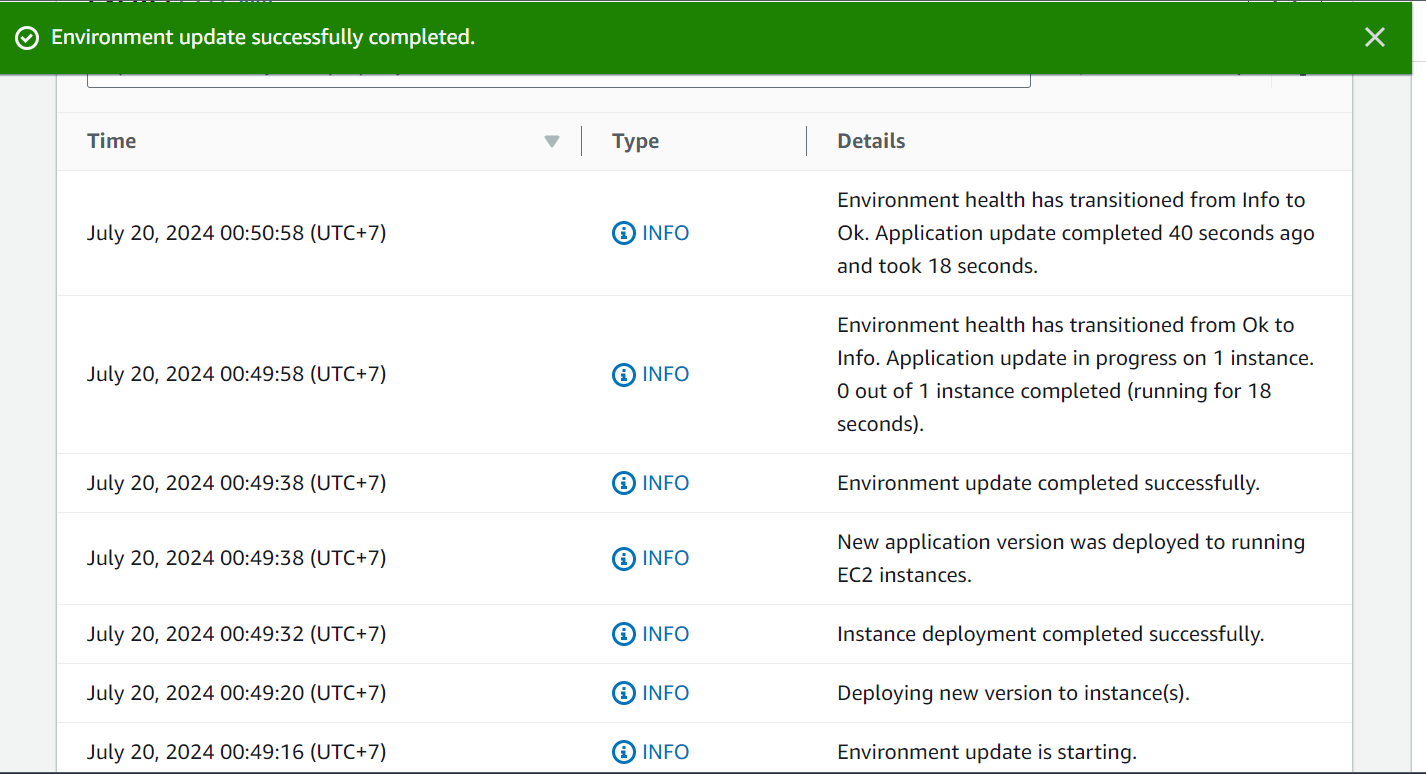 Environment update successfully completed.
Time
Type
Details
July 20, 2024 00:50:58 (UTC+7)
INFO
Environment health has transitioned from Info to
Ok. Application update completed 40 seconds ago
and took 18 seconds.
July 20, 2024 00:49:58 (UTC+7)
INFO
Environment health has transitioned from Ok to
Info. Application update in progress on 1 instance.
0 out of 1 instance completed (running for 18
seconds).
July 20, 2024 00:49:38 (UTC+7)
INFO
Environment update completed successfully.
July 20, 2024 00:49:38 (UTC+7)
INFO
New application version was deployed to running
EC2 instances.
July 20, 2024 00:49:32 (UTC+7)
INFO
Instance deployment completed successfully.
July 20, 2024 00:49:20 (UTC+7)
INFO
Deploying new version to instance(s).
July 20, 2024 00:49:16 (UTC+7)
INFO
Environment update is starting.